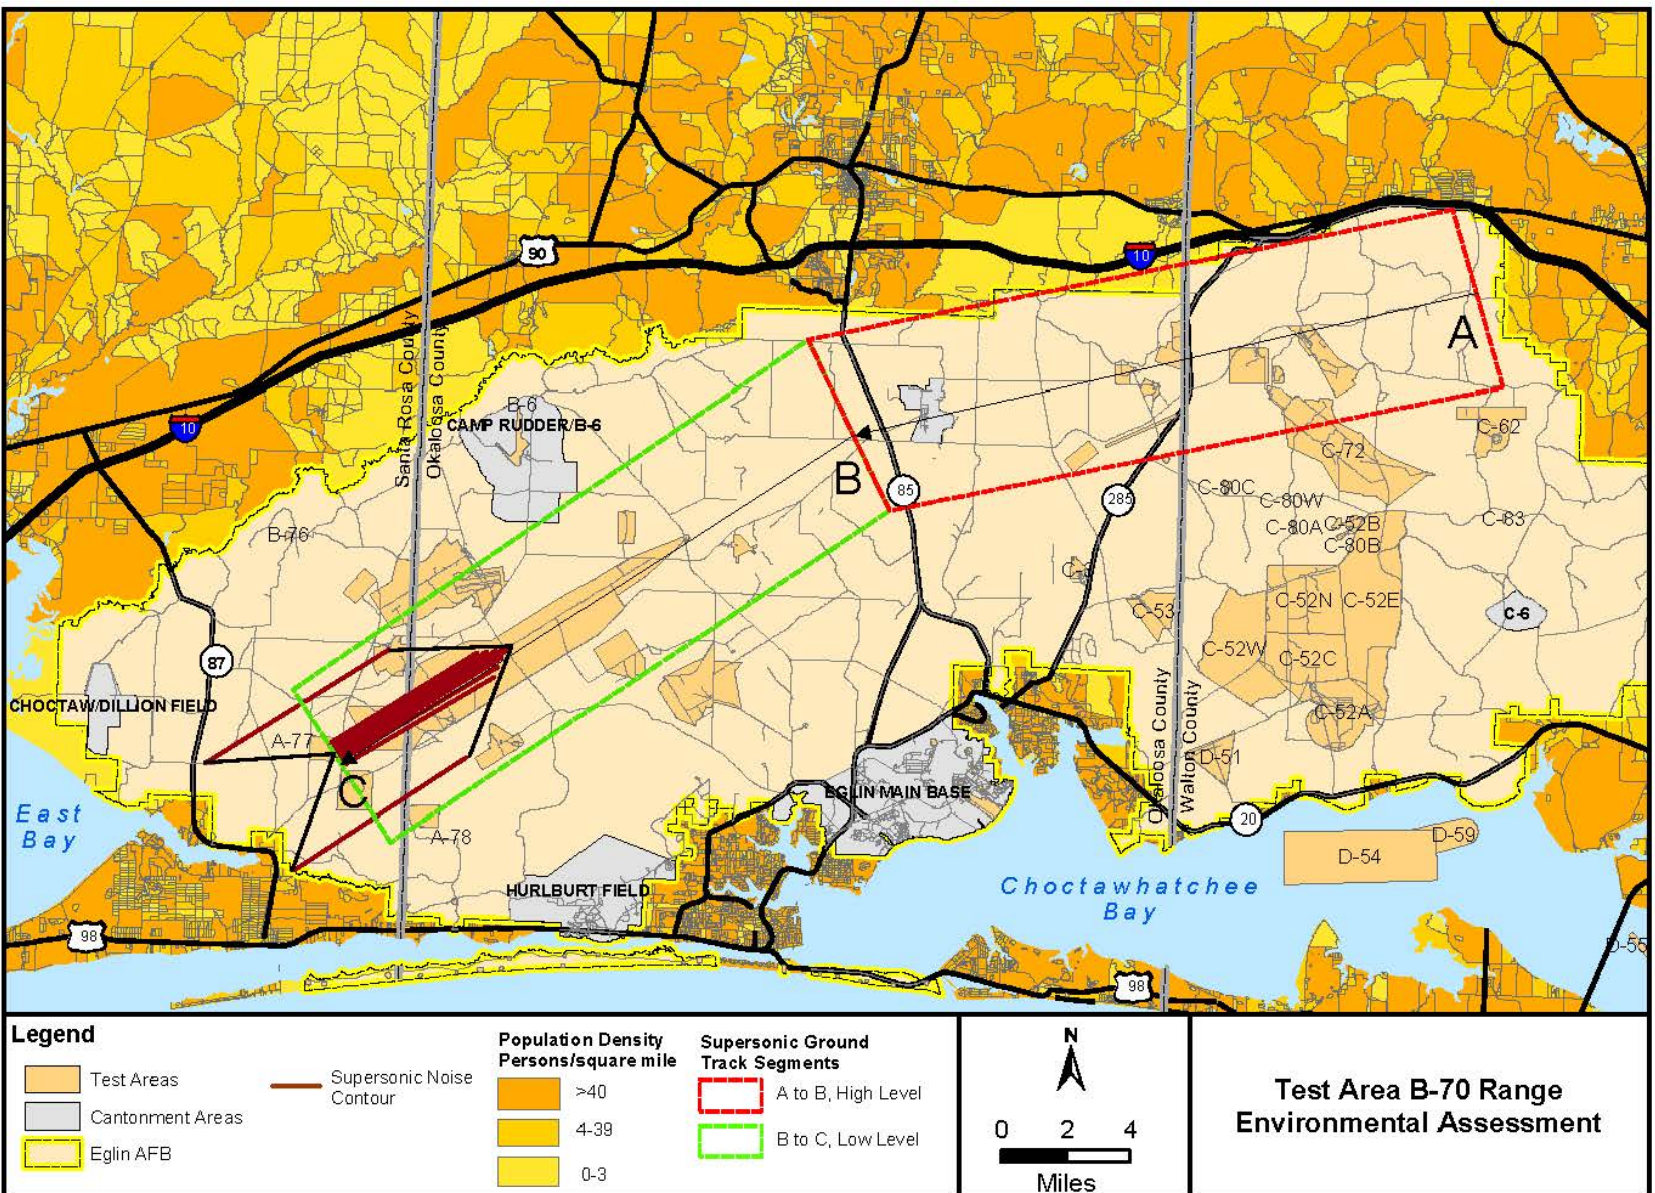 90
10
A
Santa Rosa County
Okaloosa County
B-6
CAMP RUDDER/B-6
10
C-62
C-72
B
85
285
C-80C
C-80W
C-83
C-80A
C-52B
C-80B
B-76
C-52N
C-52E
C-53
C-6
87
C-52W
C-52C
CHOCTAW/DILLION FIELD
C-52A
A-77
D-51
Okaloosa County
Walton County
C
EGLIN MAIN BASE
East
Bay
20
A-78
D-59
D-54
HURLBURT FIELD
Choctawhatchee
Bay
98
D-55
98
Legend
Test Areas
Cantonment Areas
Eglin AFB
Supersonic Noise
Contour
Population Density
Persons/square mile
>40
4-39
0-3
Supersonic Ground
Track Segments
A to B, High Level
B to C, Low Level
N
0 2 4
Miles
Test Area B-70 Range
Environmental Assessment